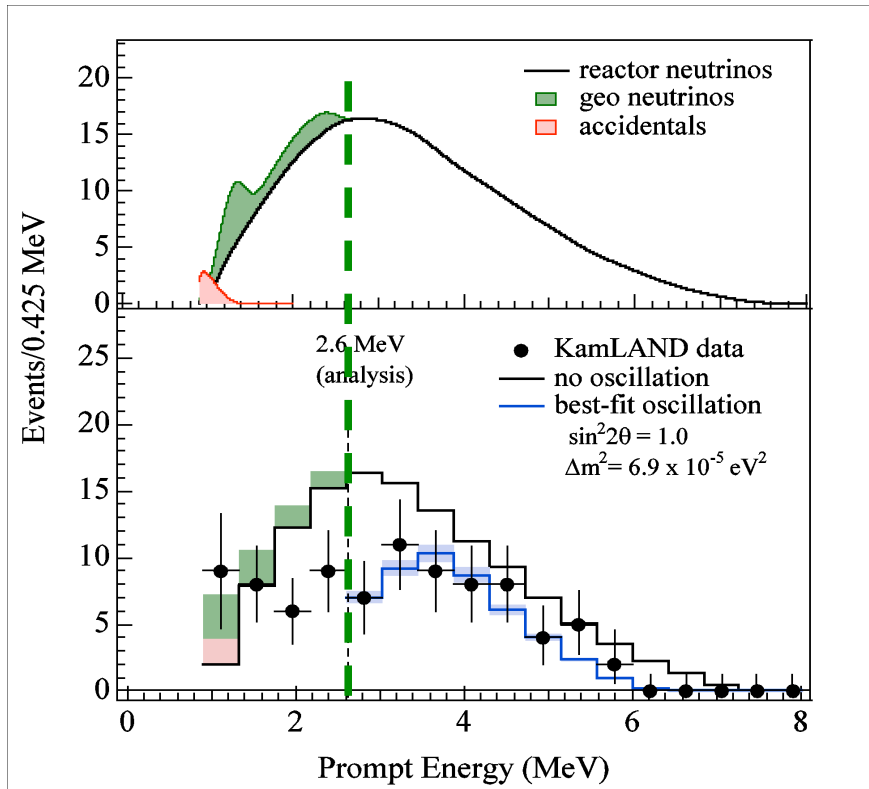 20
15
10
5
0
reactor neutrinos
geo neutrinos
accidentals
Events/0.425 MeV
2.6 MeV
(analysis)
25
20
15
10
5
0
KamLAND data
no oscillation
best-fit oscillation
sin²2θ = 1.0
Δm²= 6.9 x 10⁻⁵ eV²
0 2 4 6 8
Prompt Energy (MeV)